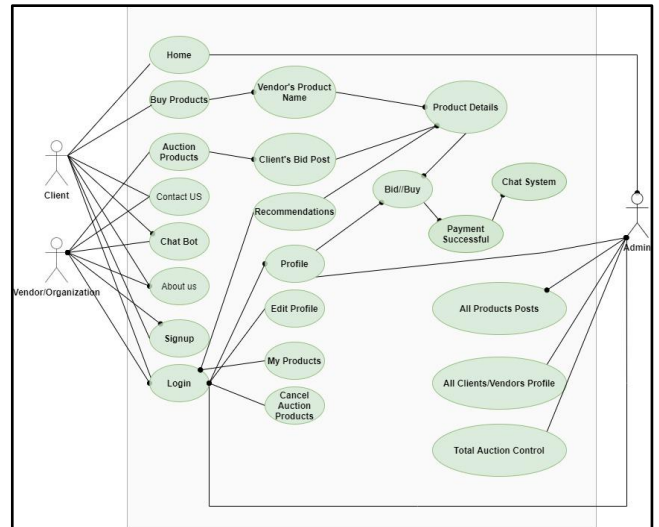 Home
Buy Products
Vendor's Product
Name
Product Details
Auction
Products
Client's Bid Post
Contact US
Client
Bid//Buy
Chat System
Recommendations
Chat Bot
Payment
Successful
Admin
Vendor/Organization
Profile
About us
Edit Profile
All Products Posts
Signup
My Products
Login
All Clients/Vendors Profile
Cancel
Auction
Products
Total Auction Control